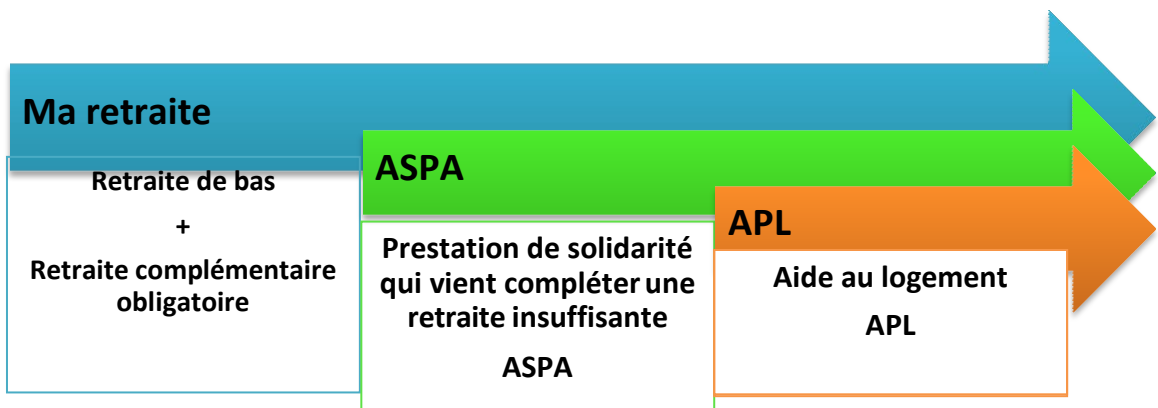 Ma retraite
Retraite de bas
+
Retraite complémentaire
obligatoire
ASPA
Prestation de solidarité
qui vient compléter une
retraite insuffisante
ASPA
APL
Aide au logement
APL